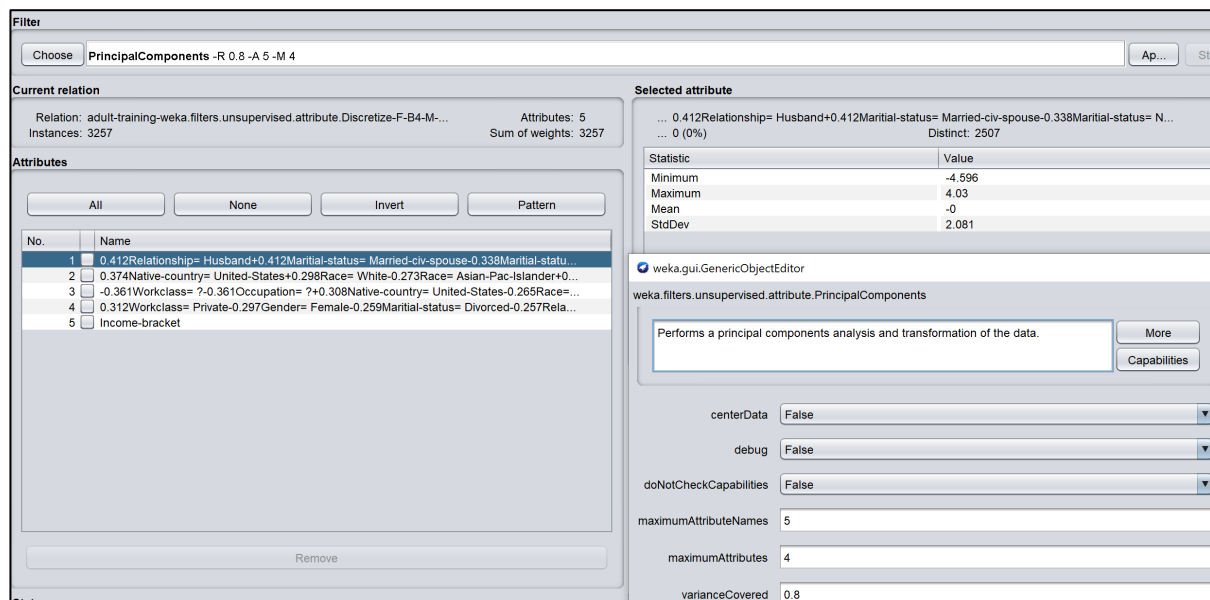 Filter
Choose PrincipalComponents -R 0.8 -A 5 -M 4 Ap...
Current relation
Relation: adult-training-weka.filters.unsupervised.attribute.Discretize-F-B4-M-... Attributes: 5
Instances: 3257 Sum of weights: 3257
Selected attribute
... 0.412Relationship= Husband+0.412Maritial-status= Married-civ-spouse-0.338Maritial-status= N...
... 0 (0%) Distinct: 2507
Statistic Value
Minimum -4.596
Maximum 4.03
Mean -0
StdDev 2.081
Attributes
All None Invert Pattern
No. Name
1 0.412Relationship= Husband+0.412Maritial-status= Married-civ-spouse-0.338Maritial-statu...
2 0.374Native-country= United-States+0.298Race= White-0.273Race= Asian-Pac-Islander+0...
3 -0.361Workclass= ?-0.361Occupation= ?+0.308Native-country= United-States-0.265Race=...
4 0.312Workclass= Private-0.297Gender= Female-0.259Maritial-status= Divorced-0.257Rela...
5 Income-bracket
Remove
weka.gui.GenericObjectEditor
weka.filters.unsupervised.attribute.PrincipalComponents
Performs a principal components analysis and transformation of the data.
More
Capabilities
centerData False
debug False
doNotCheckCapabilities False
maximumAttributeNames 5
maximumAttributes 4
varianceCovered 0.8